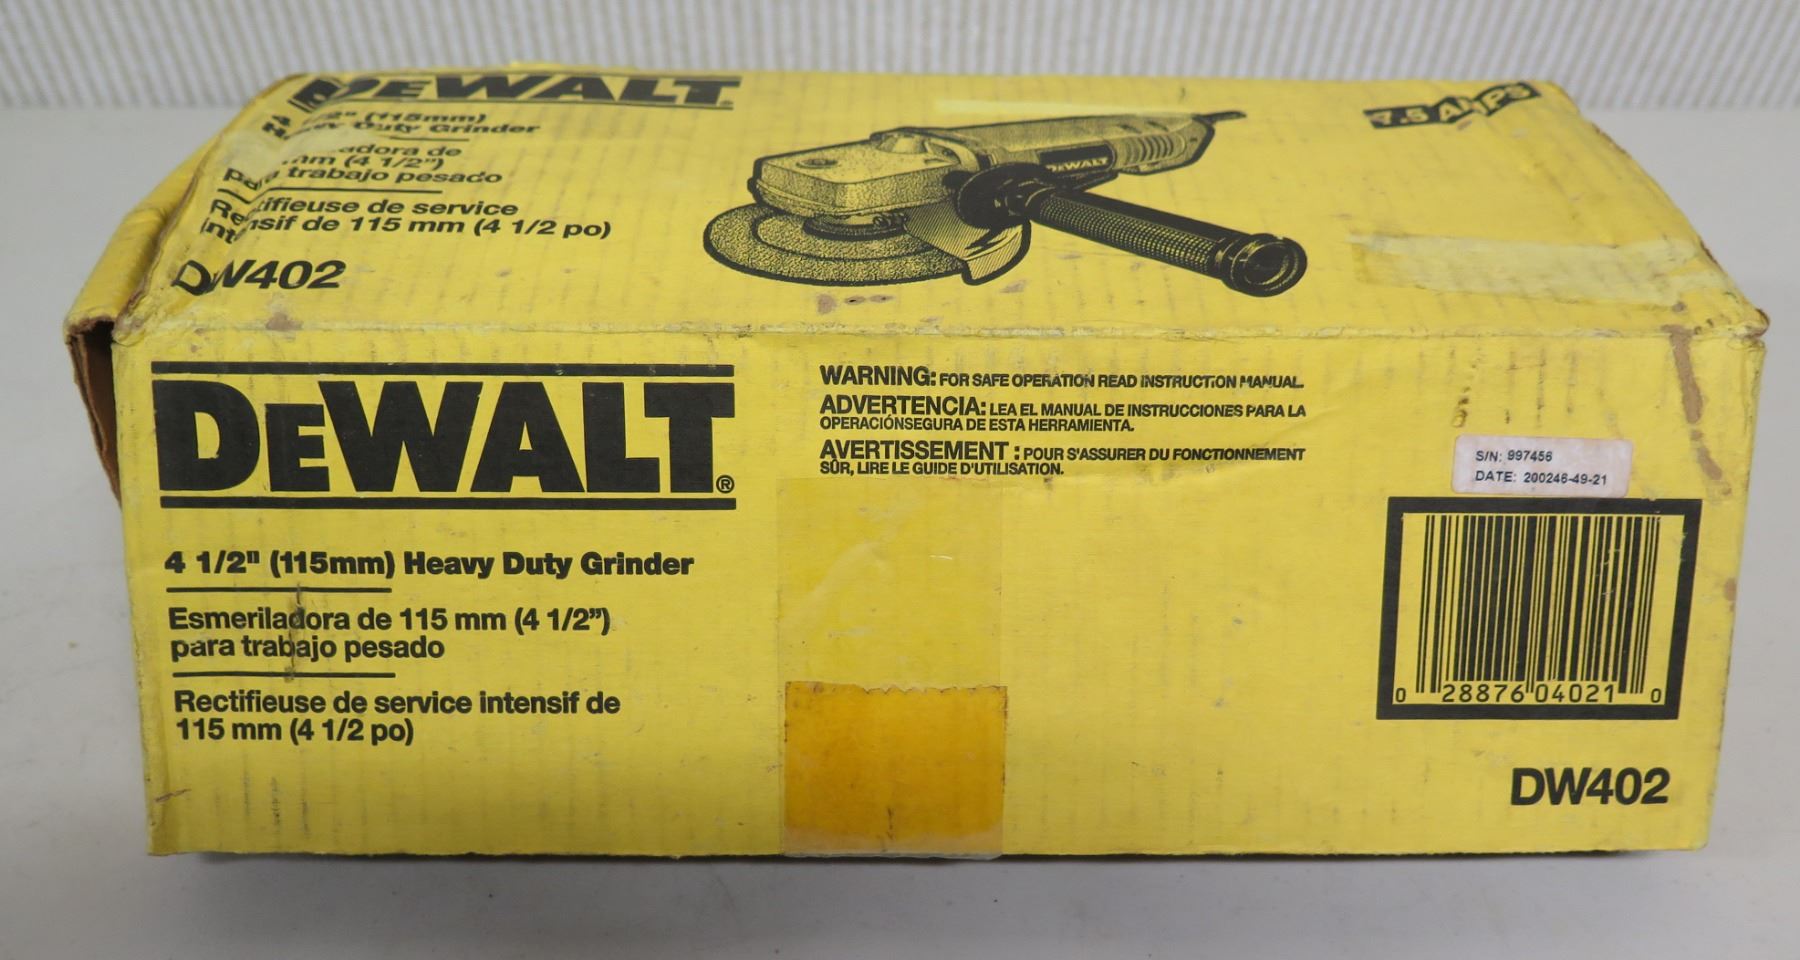 DEWALT
7.5 AMPS
1/2" (115mm)
Duty Grinder
adora de
mm (4 1/2")
para trabajo pesado
Rectifieuse de service
intensif de 115 mm (4 1/2 po)
DW402
DEWALT
DEWALT®
4 1/2" (115mm) Heavy Duty Grinder
Esmeriladora de 115 mm (4 1/2”)
para trabajo pesado
Rectifieuse de service intensif de
115 mm (4 1/2 po)
WARNING: FOR SAFE OPERATION READ INSTRUCTION MANUAL.
ADVERTENCIA: LEA EL MANUAL DE INSTRUCCIONES PARA LA
OPERACIÓNSEGURA DE ESTA HERRAMIENTA.
AVERTISSEMENT : POUR S'ASSURER DU FONCTIONNEMENT
SÛR, LIRE LE GUIDE D'UTILISATION.
S/N: 997456
DATE: 200246-49-21
0 28876 04021 0
DW402